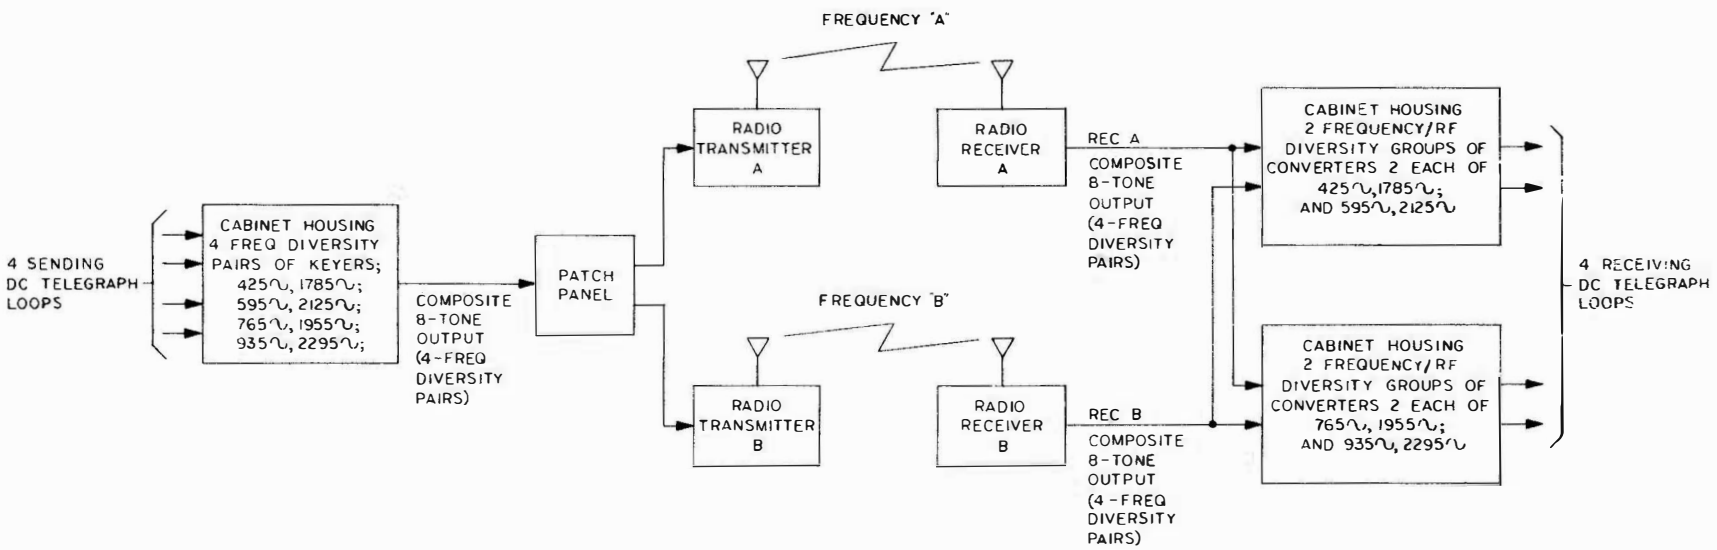 4 SENDING
DC TELEGRAPH
LOOPS
CABINET HOUSING
4 FREQ DIVERSITY
PAIRS OF KEYERS;
425∿, 1785∿;
595∿, 2125∿;
765∿, 1955∿;
935∿, 2295∿;
COMPOSITE
8-TONE
OUTPUT
(4-FREQ
DIVERSITY
PAIRS)
PATCH
PANEL
FREQUENCY "A"
RADIO
TRANSMITTER
A
RADIO
RECEIVER
A
REC A
COMPOSITE
8-TONE
OUTPUT
(4-FREQ
DIVERSITY
PAIRS)
FREQUENCY "B"
RADIO
TRANSMITTER
B
RADIO
RECEIVER
B
REC B
COMPOSITE
8-TONE
OUTPUT
(4-FREQ
DIVERSITY
PAIRS)
CABINET HOUSING
2 FREQUENCY/RF
DIVERSITY GROUPS OF
CONVERTERS 2 EACH OF
425∿, 1785∿;
AND 595∿, 2125∿
CABINET HOUSING
2 FREQUENCY/RF
DIVERSITY GROUPS OF
CONVERTERS 2 EACH OF
765∿, 1955∿;
AND 935∿, 2295∿
4 RECEIVING
DC TELEGRAPH
LOOPS